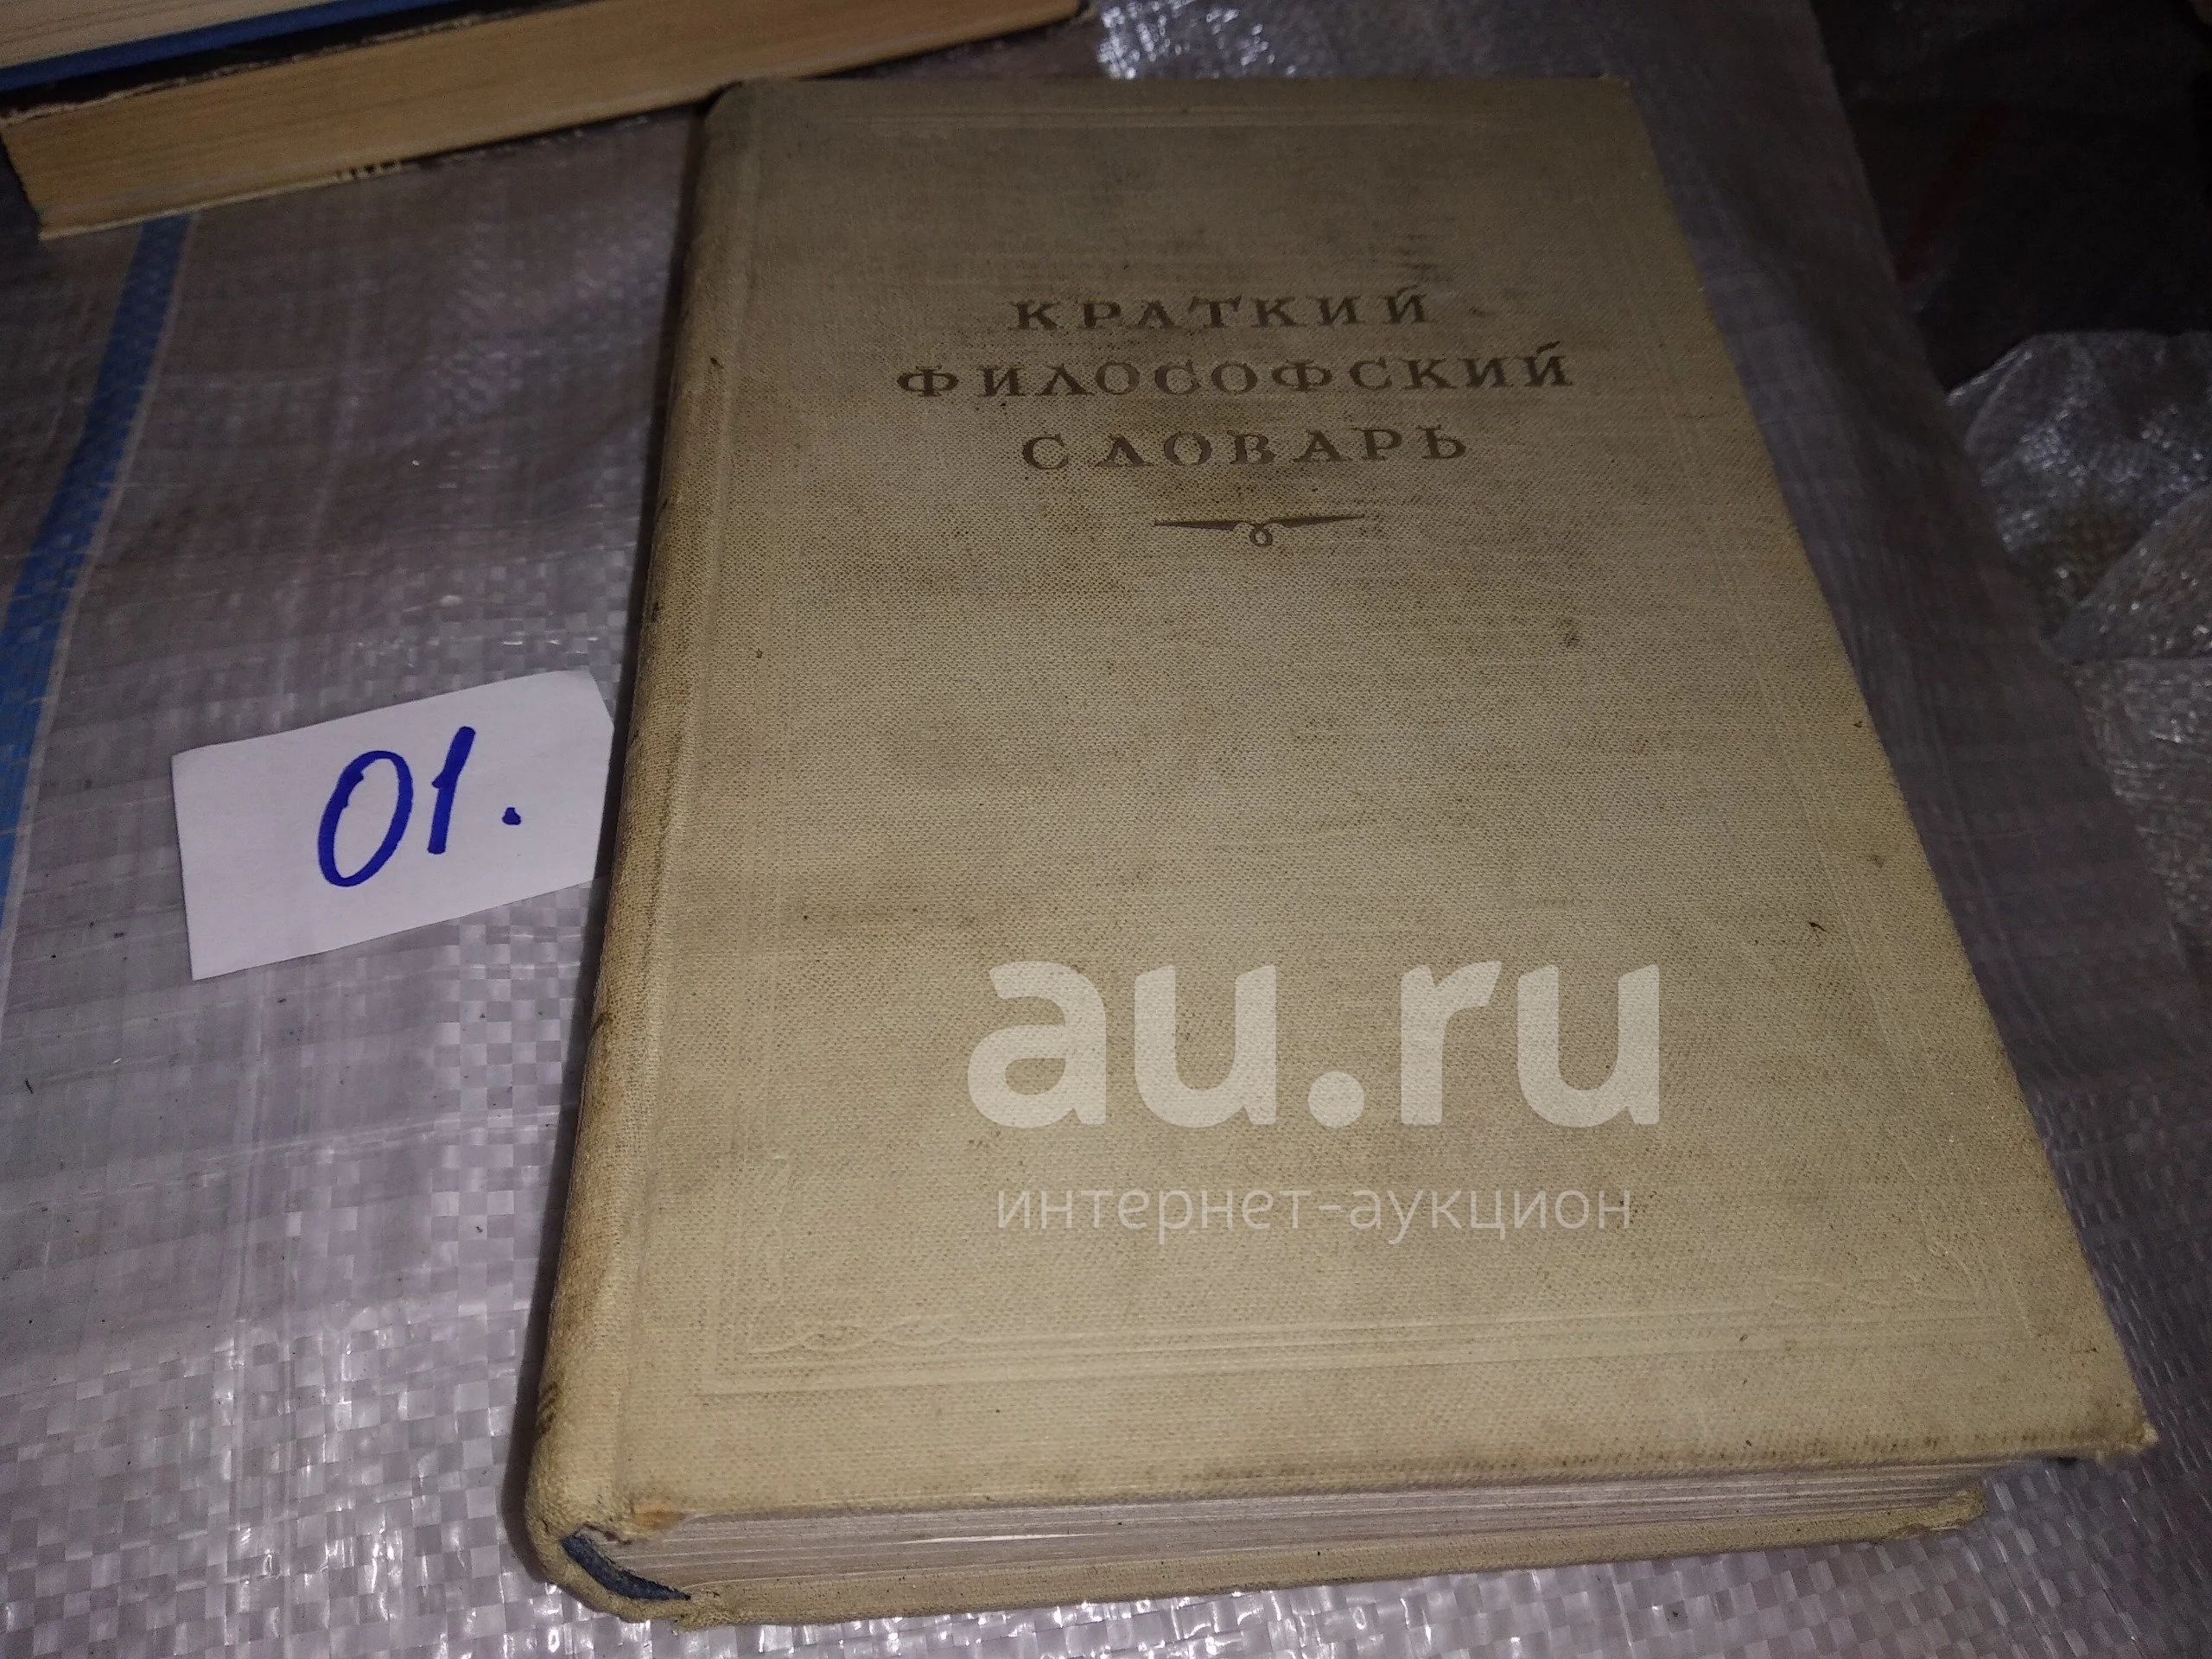 КРАТКИЙ
ФИЛОСОФСКИЙ
СЛОВАРЬ
01.
au.ru
интернет-аукцион